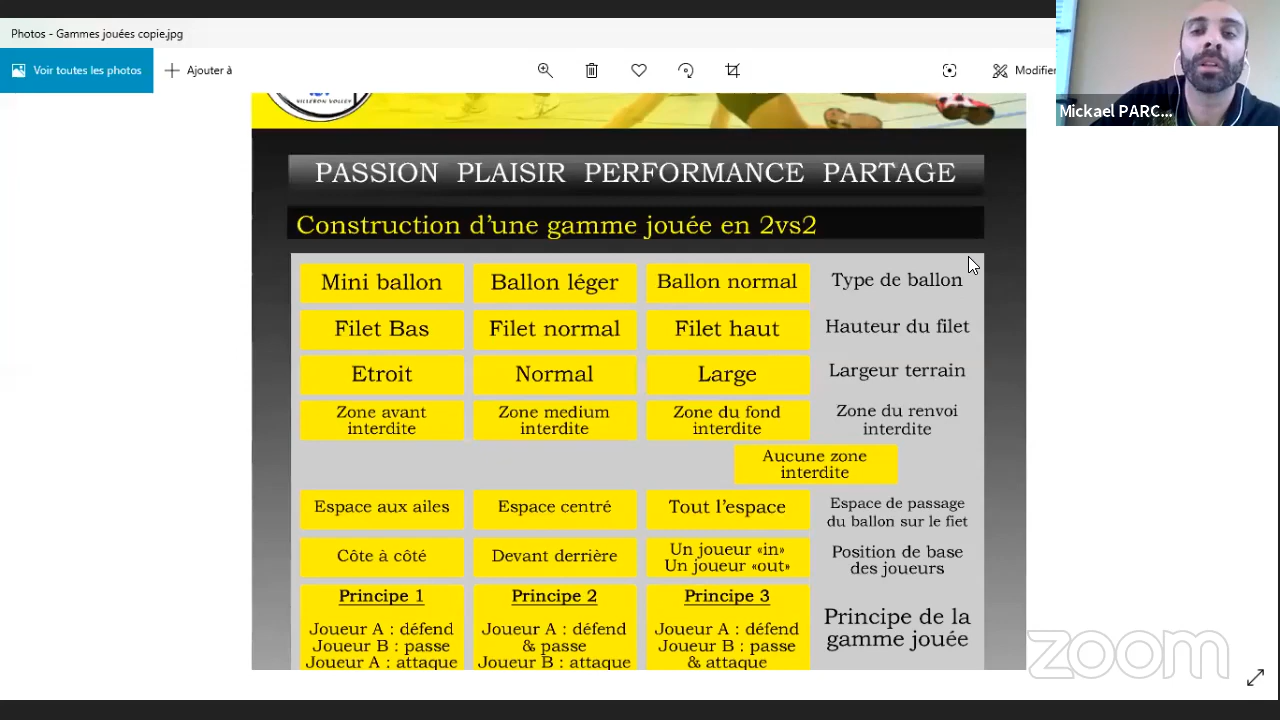 Photos - Gammes jouées copie.jpg
Voir toutes les photos
Ajouter à
Modifier
Mickael PARC...
VILLERON VOLLEY
PASSION PLAISIR PERFORMANCE PARTAGE
Construction d'une gamme jouée en 2vs2
Mini ballon
Ballon léger
Ballon normal
Type de ballon
Filet Bas
Filet normal
Filet haut
Hauteur du filet
Etroit
Normal
Large
Largeur terrain
Zone avant
interdite
Zone medium
interdite
Zone du fond
interdite
Zone du renvoi
interdite
Aucune zone
interdite
Espace aux ailes
Espace centré
Tout l'espace
Espace de passage
du ballon sur le fiet
Côte à côté
Devant derrière
Un joueur «in»
Un joueur «out»
Position de base
des joueurs
Principe 1
Joueur A : défend
Joueur B : passe
Joueur A : attaque
Principe 2
Joueur A : défend
& passe
Joueur B : attaque
Principe 3
Joueur A : défend
Joueur B : passe
& attaque
Principe de la
gamme jouée
zoom